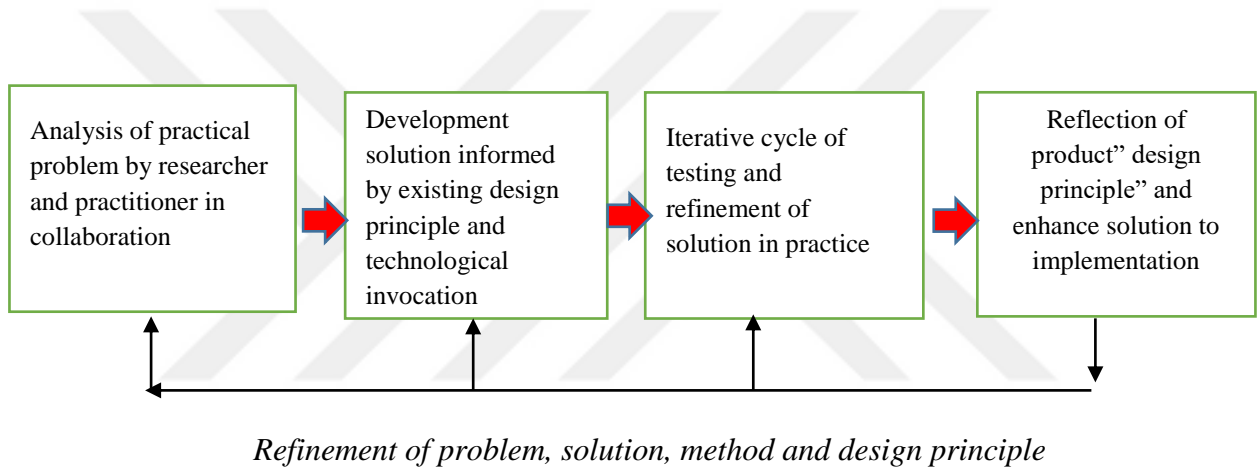 Analysis of practical
problem by researcher
and practitioner in
collaboration
Development
solution informed
by existing design
principle and
technological
invocation
Iterative cycle of
testing and
refinement of
solution in practice
Reflection of
product” design
principle” and
enhance solution to
implementation
Refinement of problem, solution, method and design principle